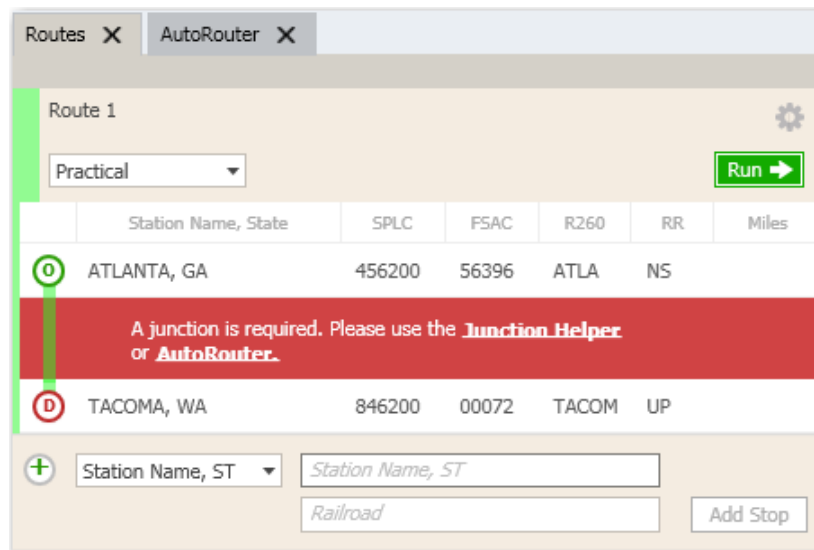 Routes X AutoRouter X
Route 1
Practical
Run
Station Name, State SPLC FSAC R260 RR Miles
O ATLANTA, GA 456200 56396 ATLA NS
A junction is required. Please use the Junction Helper
or AutoRouter.
D TACOMA, WA 846200 00072 TACOM UP
Station Name, ST Station Name, ST
Railroad Add Stop